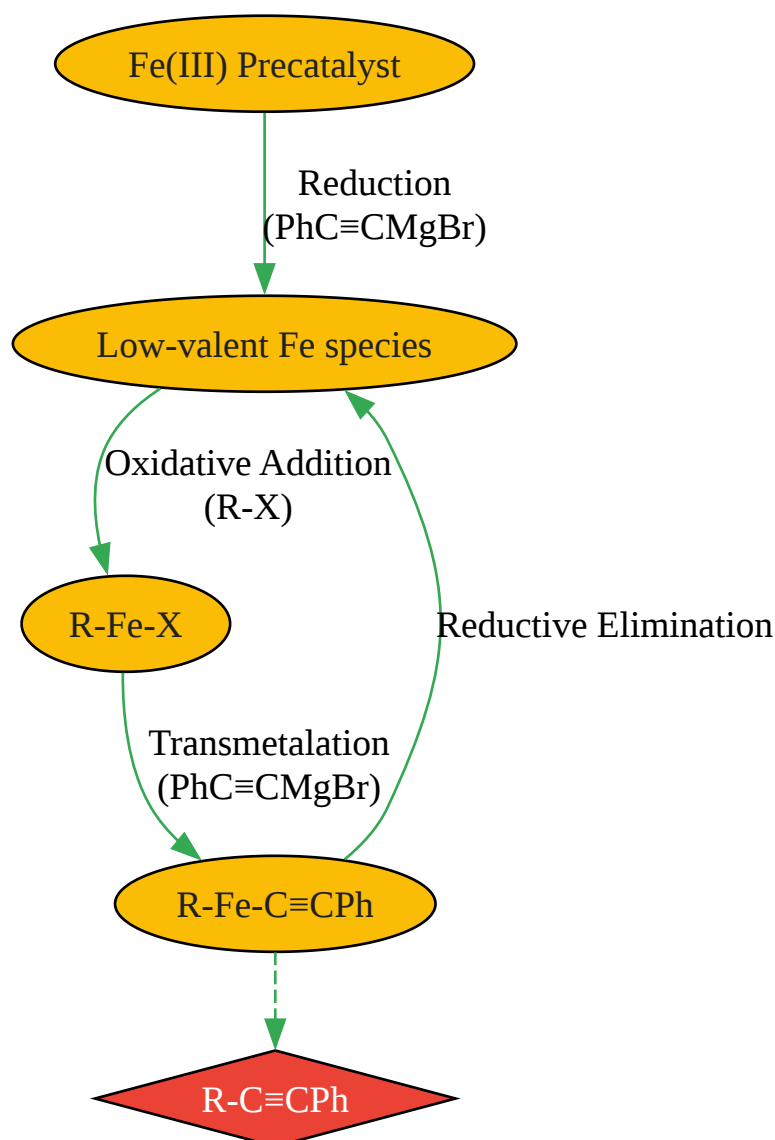 Fe(III) Precatalyst
Reduction
(PhC≡CMgBr)
Low-valent Fe species
Oxidative Addition
(R-X)
R-Fe-X
Reductive Elimination
Transmetalation
(PhC≡CMgBr)
R-Fe-C≡CPh
R-C≡CPh